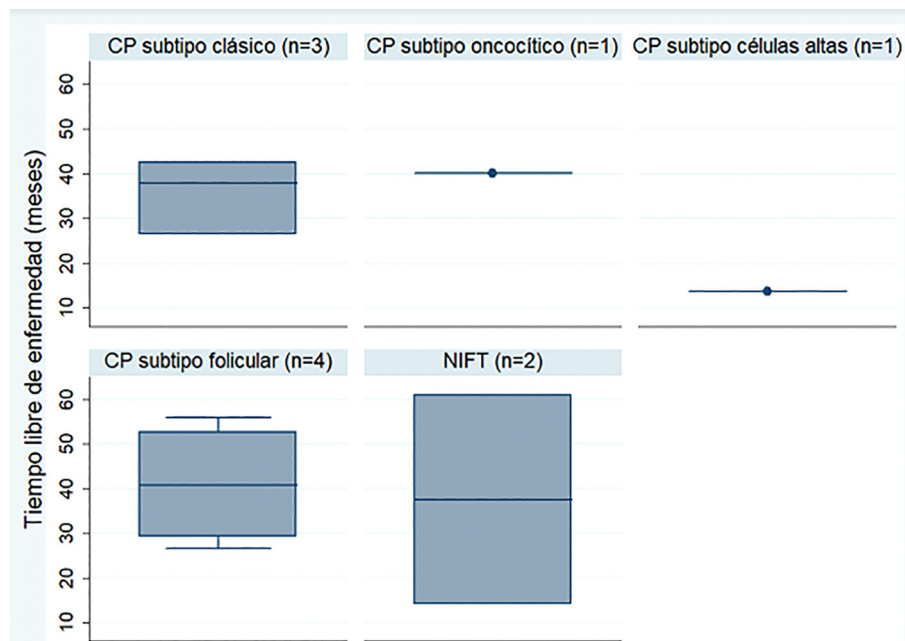 CP subtipo clásico (n=3)
CP subtipo oncocítico (n=1)
CP subtipo células altas (n=1)
Tiempo libre de enfermedad (meses)
60
50
40
30
20
10
CP subtipo folicular (n=4)
NIFT (n=2)
60
50
40
30
20
10